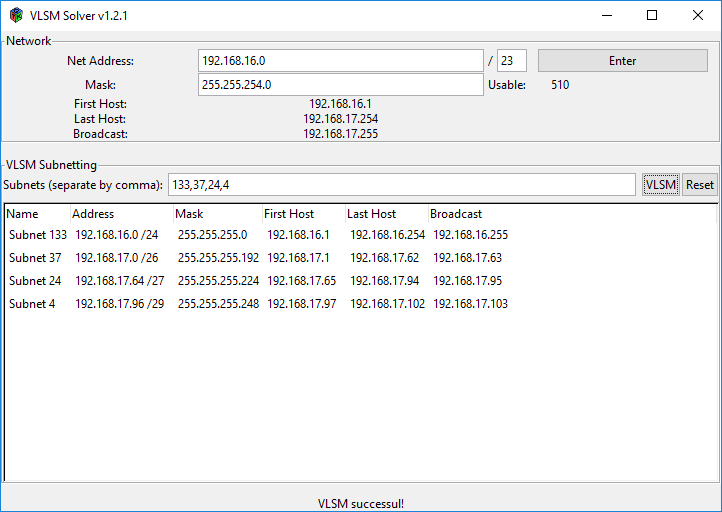 VLSM Solver v1.2.1
Network
Net Address: 192.168.16.0 / 23 Enter
Mask: 255.255.254.0 Usable: 510
First Host: 192.168.16.1
Last Host: 192.168.17.254
Broadcast: 192.168.17.255
VLSM Subnetting
Subnets (separate by comma): 133,37,24,4 VLSM Reset
Name Address Mask First Host Last Host Broadcast
Subnet 133 192.168.16.0 /24 255.255.255.0 192.168.16.1 192.168.16.254 192.168.16.255
Subnet 37 192.168.17.0 /26 255.255.255.192 192.168.17.1 192.168.17.62 192.168.17.63
Subnet 24 192.168.17.64 /27 255.255.255.224 192.168.17.65 192.168.17.94 192.168.17.95
Subnet 4 192.168.17.96 /29 255.255.255.248 192.168.17.97 192.168.17.102 192.168.17.103
VLSM successul!